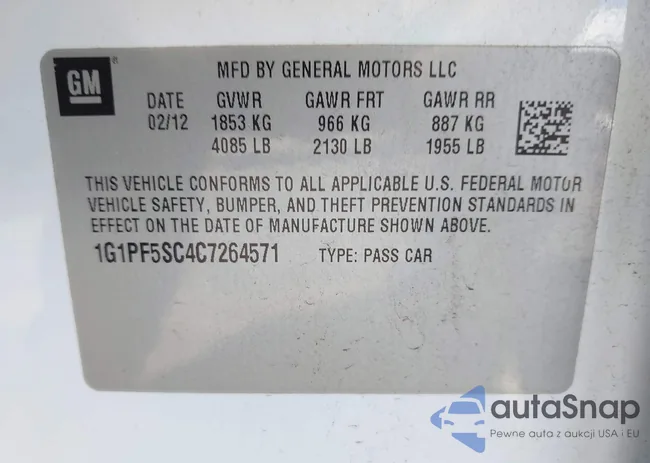 GM
MFD BY GENERAL MOTORS LLC
DATE GVWR GAWR FRT GAWR RR
02/12 1853 KG 966 KG 887 KG
4085 LB 2130 LB 1955 LB
THIS VEHICLE CONFORMS TO ALL APPLICABLE U.S. FEDERAL MOTOR
VEHICLE SAFETY, BUMPER, AND THEFT PREVENTION STANDARDS IN
EFFECT ON THE DATE OF MANUFACTURE SHOWN ABOVE.
1G1PF5SC4C7264571 TYPE: PASS CAR
autaSnap
Pewne auta z aukcji USA i EU